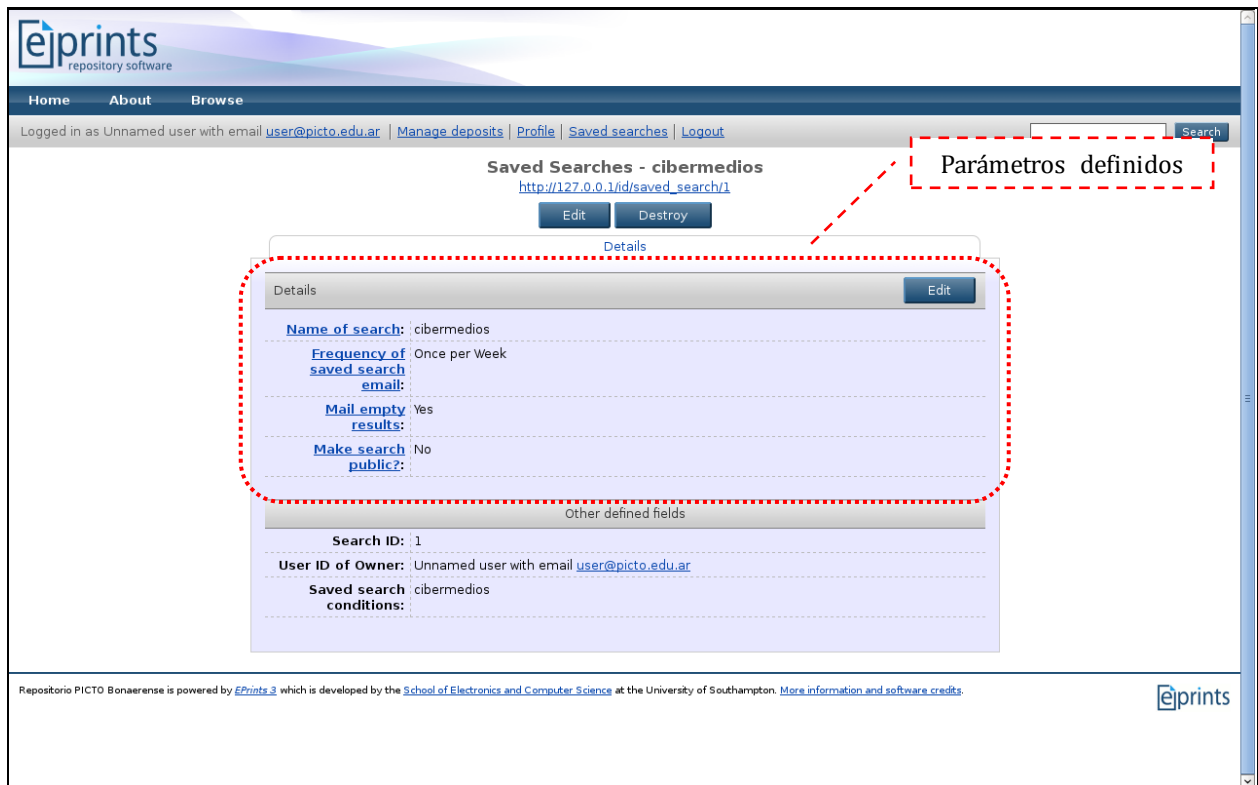 eprints
repository software
Home About Browse
Logged in as Unnamed user with email user@picto.edu.ar | Manage deposits | Profile | Saved searches | Logout
Search
Parámetros definidos
Saved Searches - cibermedios
http://127.0.0.1/id/saved_search/1
Edit Destroy
Details
Details Edit
Name of search: cibermedios
Frequency of Once per Week
saved search
email:
Mail empty Yes
results:
Make search No
public?:
Other defined fields
Search ID: 1
User ID of Owner: Unnamed user with email user@picto.edu.ar
Saved search cibermedios
conditions:
Repositorio PICTO Bonaerense is powered by EPrints 3 which is developed by the School of Electronics and Computer Science at the University of Southampton. More information and software credits.
eprints